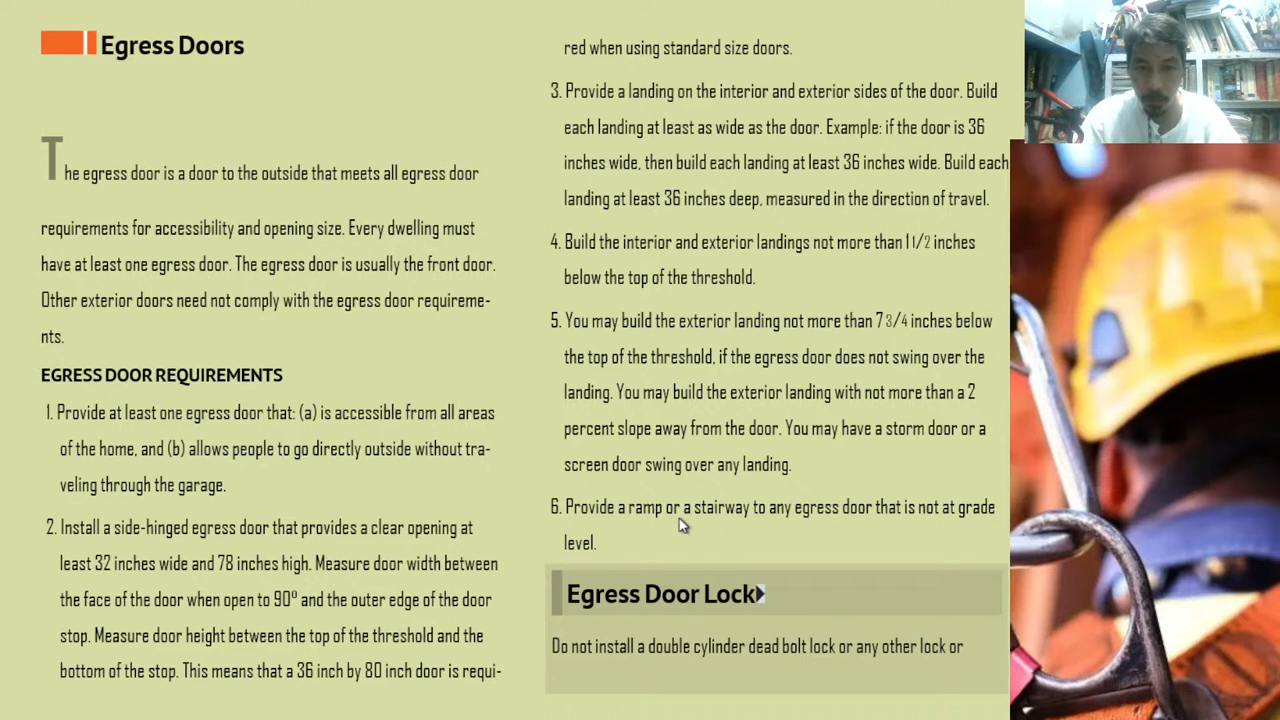 Egress Doors
The egress door is a door to the outside that meets all egress door
requirements for accessibility and opening size. Every dwelling must
have at least one egress door. The egress door is usually the front door.
Other exterior doors need not comply with the egress door requireme-
nts.
EGRESS DOOR REQUIREMENTS
1. Provide at least one egress door that: (a) is accessible from all areas
of the home, and (b) allows people to go directly outside without tra-
veling through the garage.
2. Install a side-hinged egress door that provides a clear opening at
least 32 inches wide and 78 inches high. Measure door width between
the face of the door when open to 90º and the outer edge of the door
stop. Measure door height between the top of the threshold and the
bottom of the stop. This means that a 36 inch by 80 inch door is requi-
red when using standard size doors.
3. Provide a landing on the interior and exterior sides of the door. Build
each landing at least as wide as the door. Example: if the door is 36
inches wide, then build each landing at least 36 inches wide. Build each
landing at least 36 inches deep, measured in the direction of travel.
4. Build the interior and exterior landings not more than 1 1/2 inches
below the top of the threshold.
5. You may build the exterior landing not more than 7 3/4 inches below
the top of the threshold, if the egress door does not swing over the
landing. You may build the exterior landing with not more than a 2
percent slope away from the door. You may have a storm door or a
screen door swing over any landing.
6. Provide a ramp or a stairway to any egress door that is not at grade
level.
Egress Door Lock
Do not install a double cylinder dead bolt lock or any other lock or